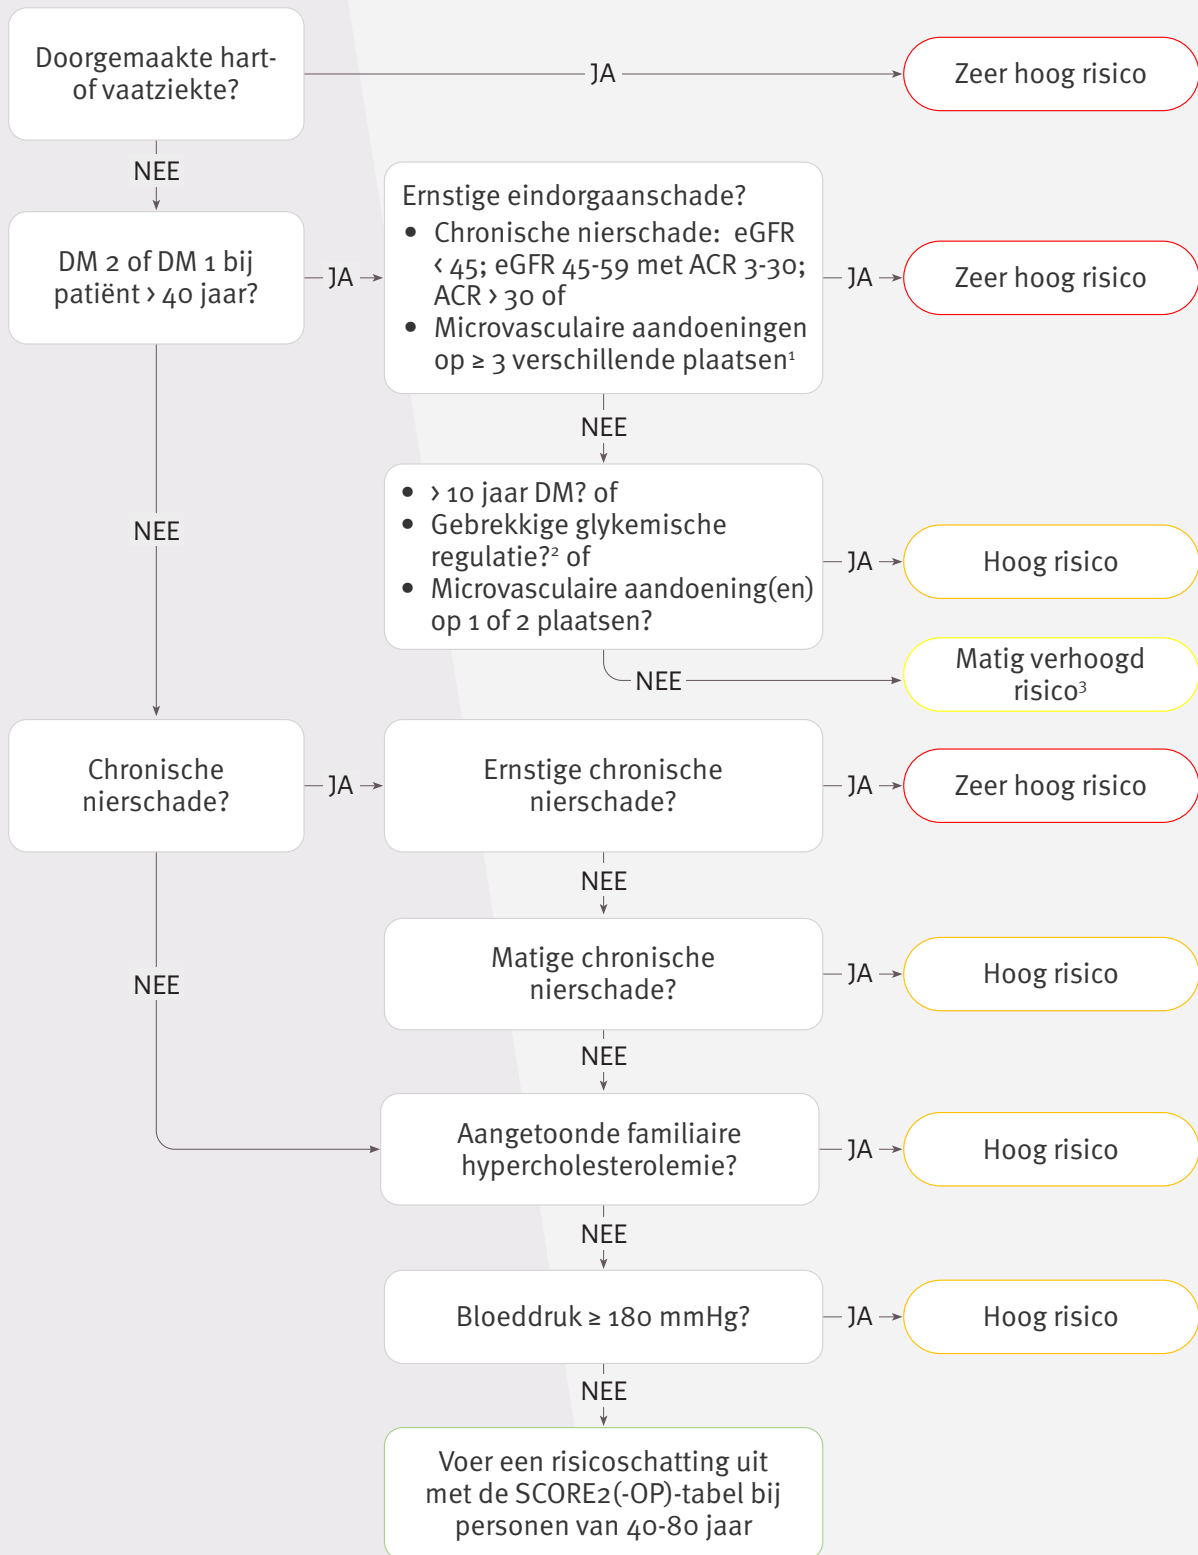 Doorgemaakte hart-
of vaatziekte?
JA
Zeer hoog risico
NEE
DM 2 of DM 1 bij
patiënt > 40 jaar?
JA
Ernstige eindorgaanschade?
• Chronische nierschade: eGFR
< 45; eGFR 45-59 met ACR 3-30;
ACR > 30 of
• Microvasculaire aandoeningen
op ≥ 3 verschillende plaatsen¹
JA
Zeer hoog risico
NEE
NEE
• > 10 jaar DM? of
• Gebrekkige glykemische
regulatie?² of
• Microvasculaire aandoening(en)
op 1 of 2 plaatsen?
JA
Hoog risico
NEE
Matig verhoogd
risico³
Chronische
nierschade?
JA
Ernstige chronische
nierschade?
JA
Zeer hoog risico
NEE
NEE
Matige chronische
nierschade?
JA
Hoog risico
NEE
Aangetoonde familiaire
hypercholesterolemie?
JA
Hoog risico
NEE
Bloeddruk ≥ 180 mmHg?
JA
Hoog risico
NEE
Voer een risicoschatting uit
met de SCORE2(-OP)-tabel bij
personen van 40-80 jaar